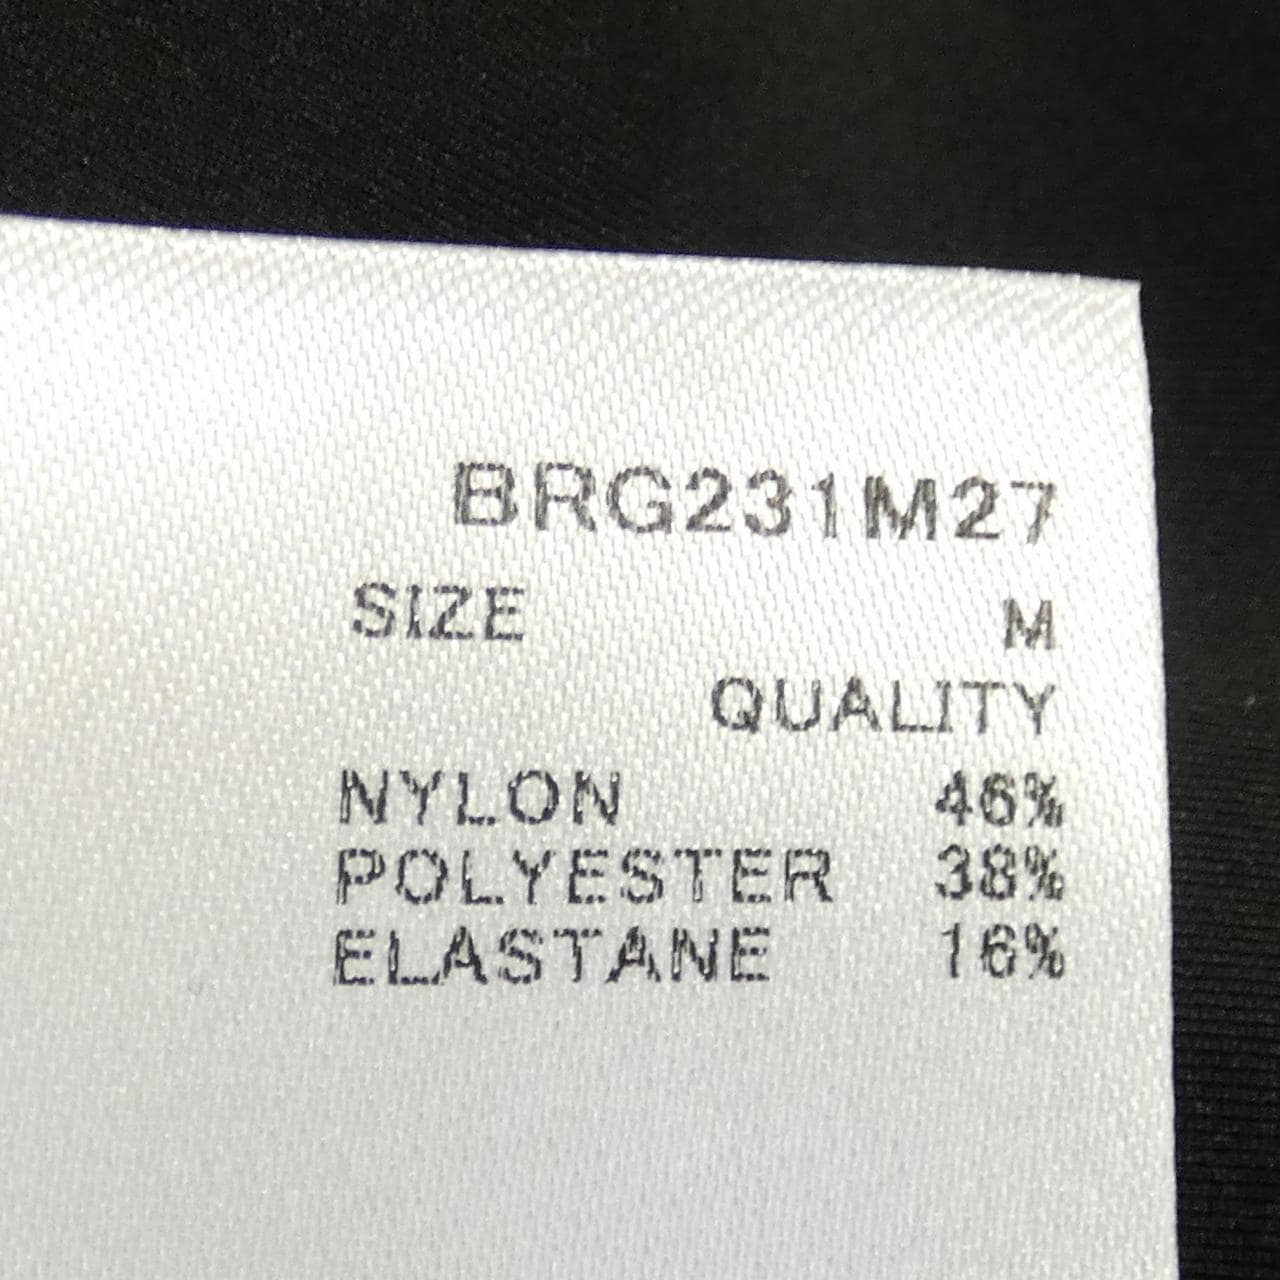 BRG231M27
SIZE M
QUALITY
NYLON 46%
POLYESTER 38%
ELASTANE 16%